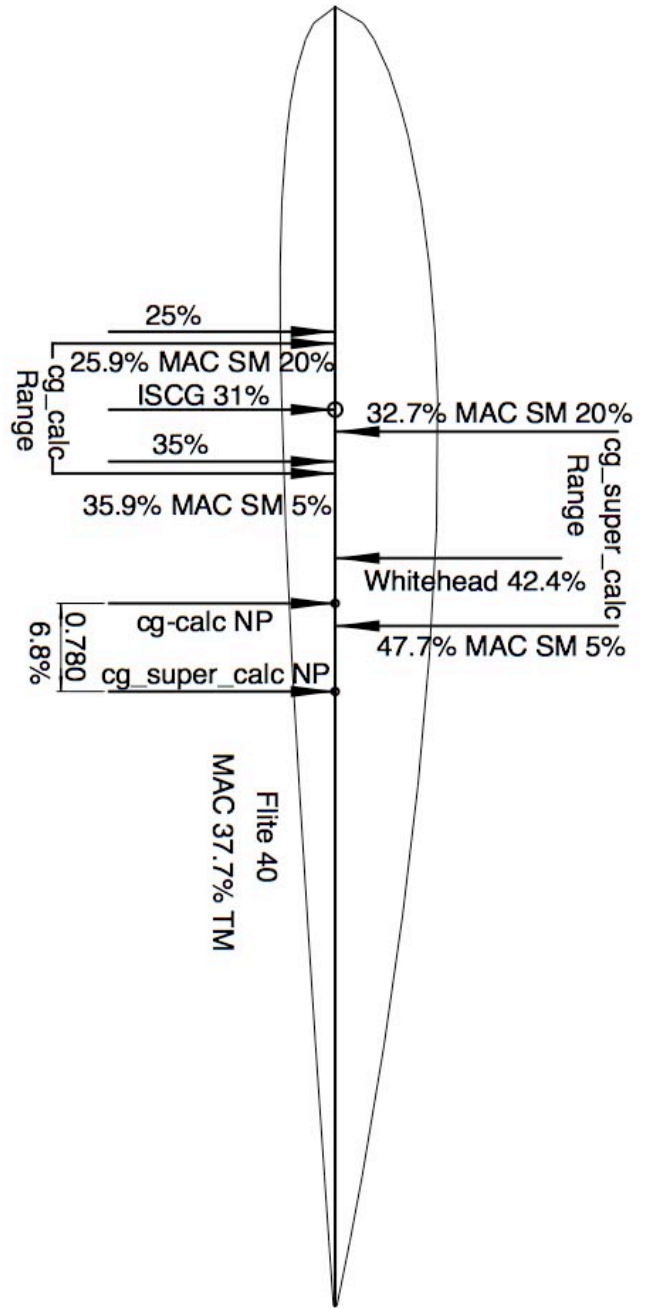 25%
25.9% MAC SM 20%
cg_calc
Range
ISCG 31%
32.7% MAC SM 20%
cg_super_calc
Range
35%
35.9% MAC SM 5%
Whitehead 42.4%
cg-calc NP
47.7% MAC SM 5%
0.780
6.8%
cg_super_calc NP
Flite 40
MAC 37.7% TM